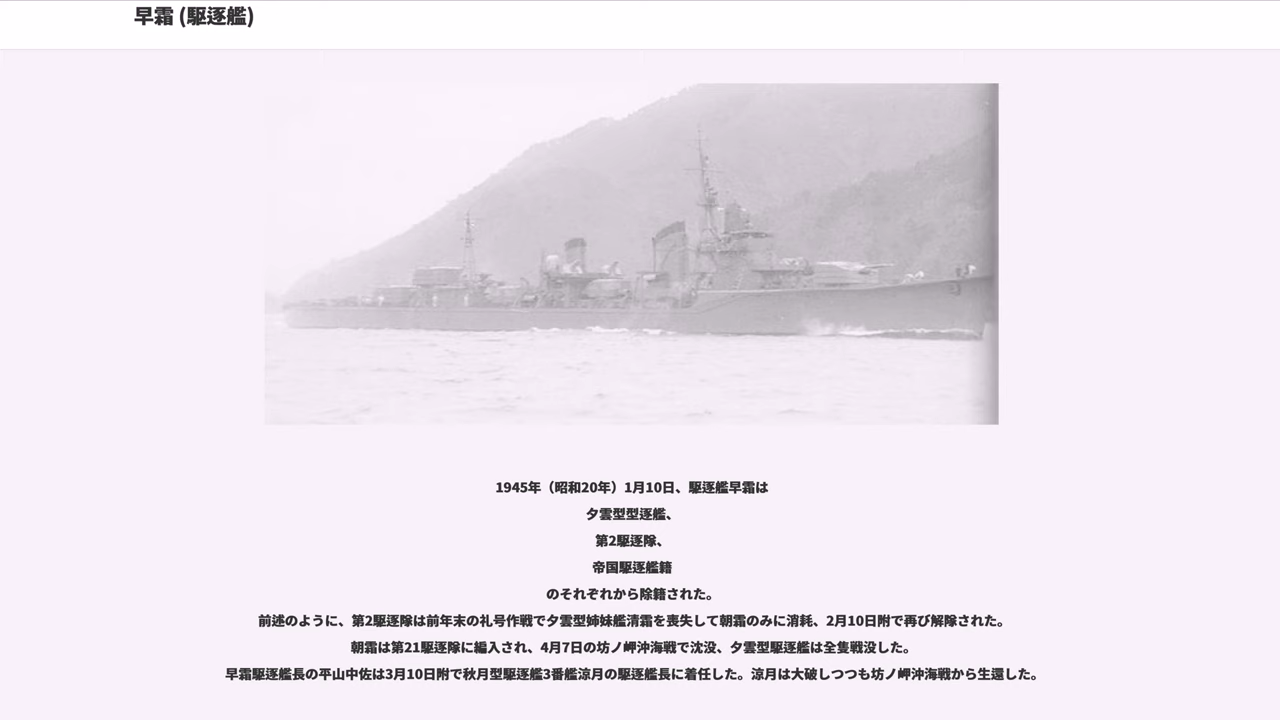 早霜 (駆逐艦)
1945年（昭和20年）1月10日、駆逐艦早霜は
夕雲型型逐艦、
第2駆逐隊、
帝国駆逐艦籍
のそれぞれから除籍された。
前述のように、第2駆逐隊は前年末の礼号作戦で夕雲型姉妹艦清霜を喪失して朝霜のみに消耗、2月10日附で再び解除された。
朝霜は第21駆逐隊に編入され、4月7日の坊ノ岬沖海戦で沈没、夕雲型駆逐艦は全隻戦没した。
早霜駆逐艦長の平山中佐は3月10日附で秋月型駆逐艦3番艦涼月の駆逐艦長に着任した。涼月は大破しつつも坊ノ岬沖海戦から生還した。